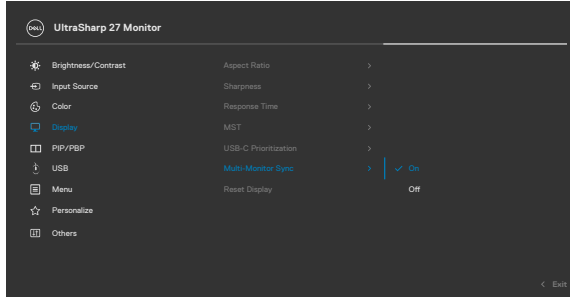 DELL UltraSharp 27 Monitor
Brightness/Contrast Aspect Ratio
Input Source Sharpness
Color Response Time
Display MST
PIP/PBP USB-C Prioritization
USB Multi-Monitor Sync On
Menu Reset Display Off
Personalize
Others
Exit